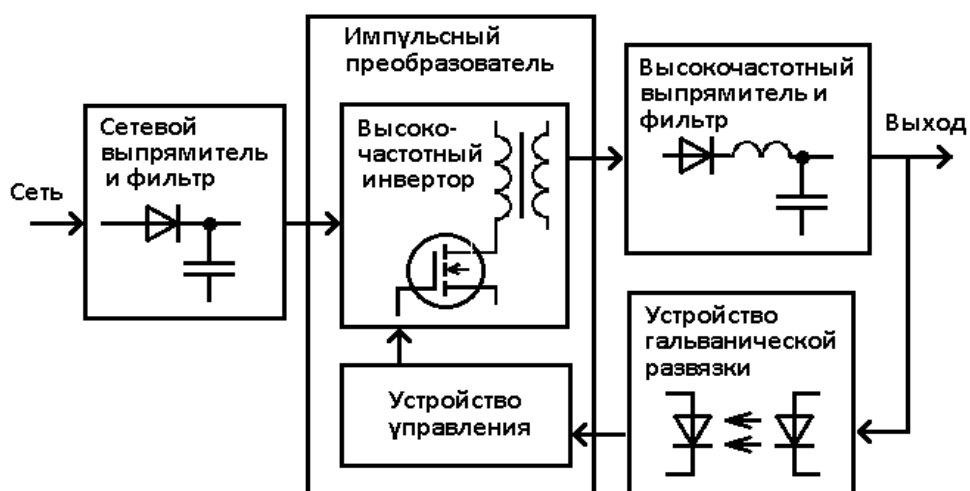 Сеть
Сетевой
выпрямитель
и фильтр
Импульсный
преобразователь
Высоко-
частотный
инвертор
Устройство
управления
Высокочастотный
выпрямитель и
фильтр
Выход
Устройство
гальванической
развязки